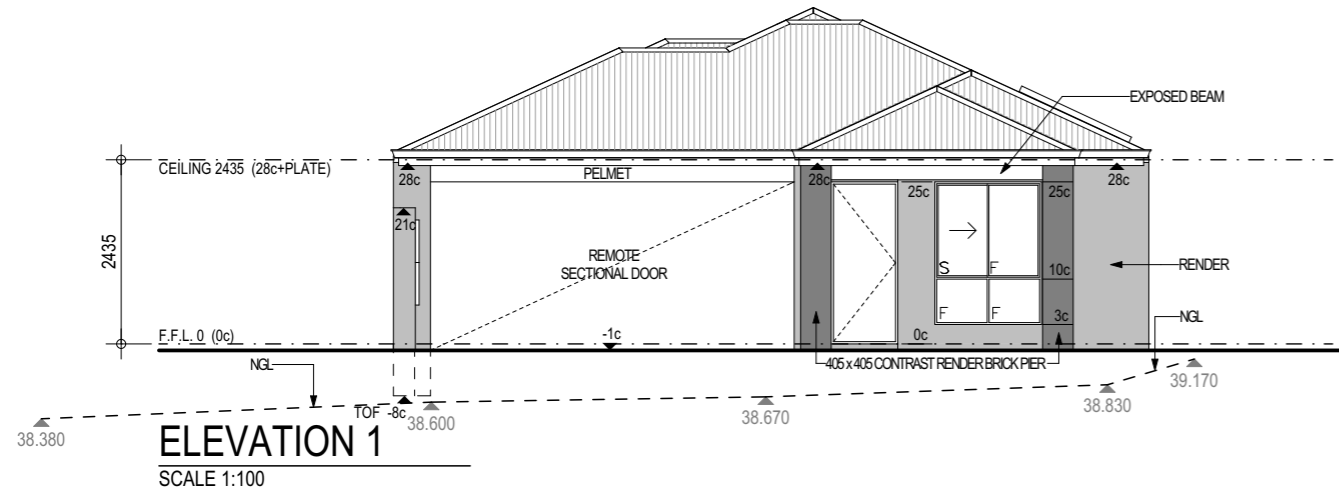 EXPOSED BEAM
CEILING 2435 (28c+PLATE)
28c
PELMET
28c
25c
25c
28c
21c
2435
REMOTE
SECTIONAL DOOR
S F
10c
RENDER
F F
3c
F.F.L. 0 (0c)
-1c
0c
NGL
NGL
405 x 405 CONTRAST RENDER BRICK PIER
39.170
38.830
TOF -8c
38.600
38.670
38.380
ELEVATION 1
SCALE 1:100